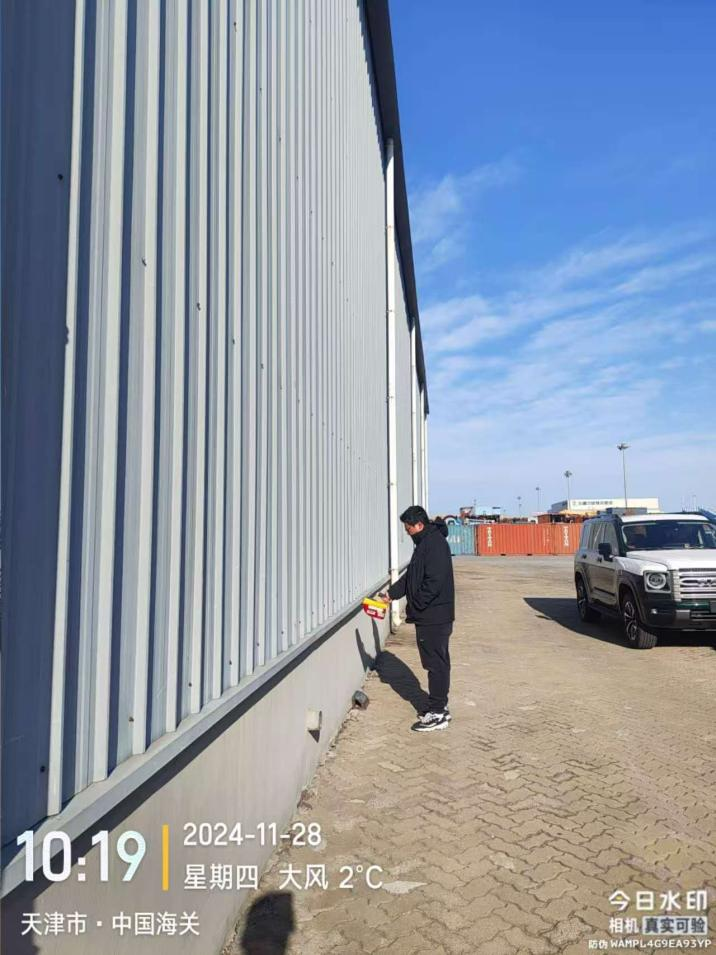 10:19
2024-11-28
星期四 大风 2℃
天津市·中国海关
今日水印
相机 真实可验
防伪 WAMPL4G9EA93YP